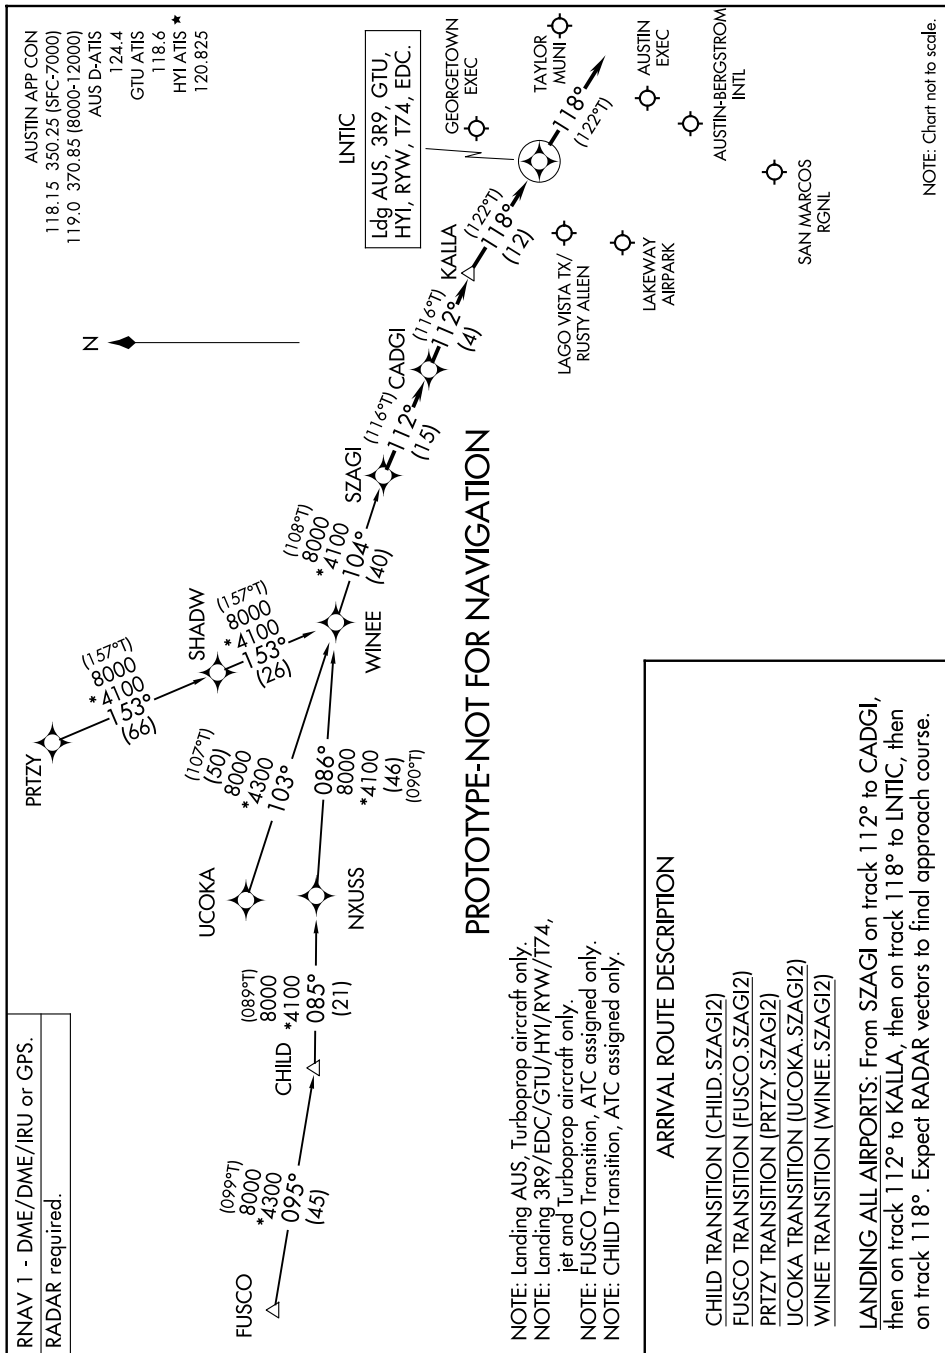 RNAV 1 - DME/DME/IRU or GPS.
RADAR required.
AUSTIN APP CON
118.15 350.25 (SFC-7000)
119.0 370.85 (8000-12000)
AUS D-ATIS
124.4
GTU ATIS
118.6
HYI ATIS ★
120.825
N
PRTZY
(157°T)
8000
*4100
153°
(66)
SHADW
(157°T)
8000
*4100
153°
(26)
UCOKA
(107°T)
(50)
8000
*4300
103°
FUSCO
(099°T)
8000
*4300
095°
(45)
CHILD
(089°T)
8000
*4100
085°
(21)
NXUSS
086°
8000
*4100
(46)
(090°T)
WINEE
(108°T)
8000
*4100
104°
(40)
SZAGI
(116°T)
112°
(15)
CADGI
(116°T)
112°
(4)
KALLA
(122°T)
118°
(12)
LNTIC
Ldg AUS, 3R9, GTU,
HYI, RYW, T74, EDC.
118°
(122°T)
GEORGETOWN
EXEC
TAYLOR
MUNI
AUSTIN
EXEC
AUSTIN-BERGSTROM
INTL
LAGO VISTA TX/
RUSTY ALLEN
LAKEWAY
AIRPARK
SAN MARCOS
RGNL
PROTOTYPE-NOT FOR NAVIGATION
NOTE: Landing AUS, Turboprop aircraft only.
NOTE: Landing 3R9/EDC/GTU/HYI/RYW/T74,
jet and Turboprop aircraft only.
NOTE: FUSCO Transition, ATC assigned only.
NOTE: CHILD Transition, ATC assigned only.
NOTE: Chart not to scale.
ARRIVAL ROUTE DESCRIPTION
CHILD TRANSITION (CHILD.SZAGI2)
FUSCO TRANSITION (FUSCO.SZAGI2)
PRTZY TRANSITION (PRTZY.SZAGI2)
UCOKA TRANSITION (UCOKA.SZAGI2)
WINEE TRANSITION (WINEE.SZAGI2)
LANDING ALL AIRPORTS: From SZAGI on track 112° to CADGI,
then on track 112° to KALLA, then on track 118° to LNTIC, then
on track 118°. Expect RADAR vectors to final approach course.